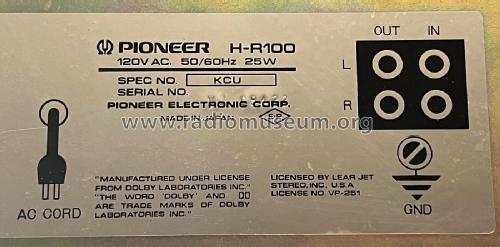 PIONEER H-R100
120V AC. 50/60Hz 25W
SPEC NO. KCU
SERIAL NO.
PIONEER ELECTRONIC CORP.
MADE IN JAPAN
OUT IN
L
R
AC CORD
"MANUFACTURED UNDER LICENSE
FROM DOLBY LABORATORIES INC."
"THE WORD 'DOLBY' AND
ARE TRADE MARKS OF DOLBY
LABORATORIES INC."
LICENSED BY LEAR JET
STEREO, INC., U.S.A
LICENSE NO. VP-251
GND
www.radiomuseum.org